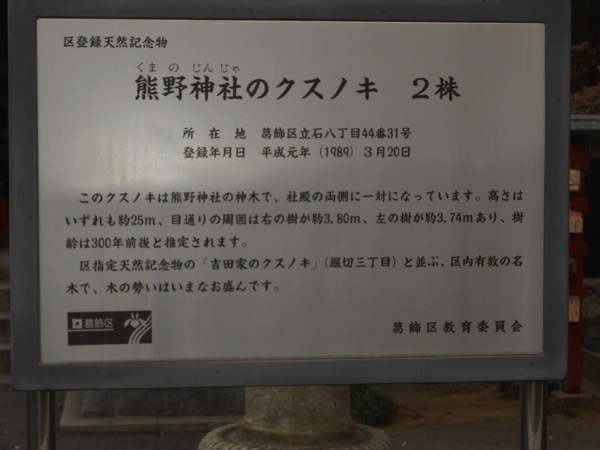 区登録天然記念物
くま の じんじゃ
熊野神社のクスノキ 2株
所在地 葛飾区立石八丁目44番31号
登録年月日 平成元年（1989）3月20日
このクスノキは熊野神社の神木で、社殿の両側に一対になっています。高さは
いずれも約25m、目通りの周囲は右の樹が約3.80m、左の樹が約3.74mあり、樹
齢は300年前後と推定されます。
区指定天然記念物の「吉田家のクスノキ」（堀切三丁目）と並ぶ、区内有数の名
木で、木の勢いはいまなお盛んです。
葛飾区
葛飾区教育委員会